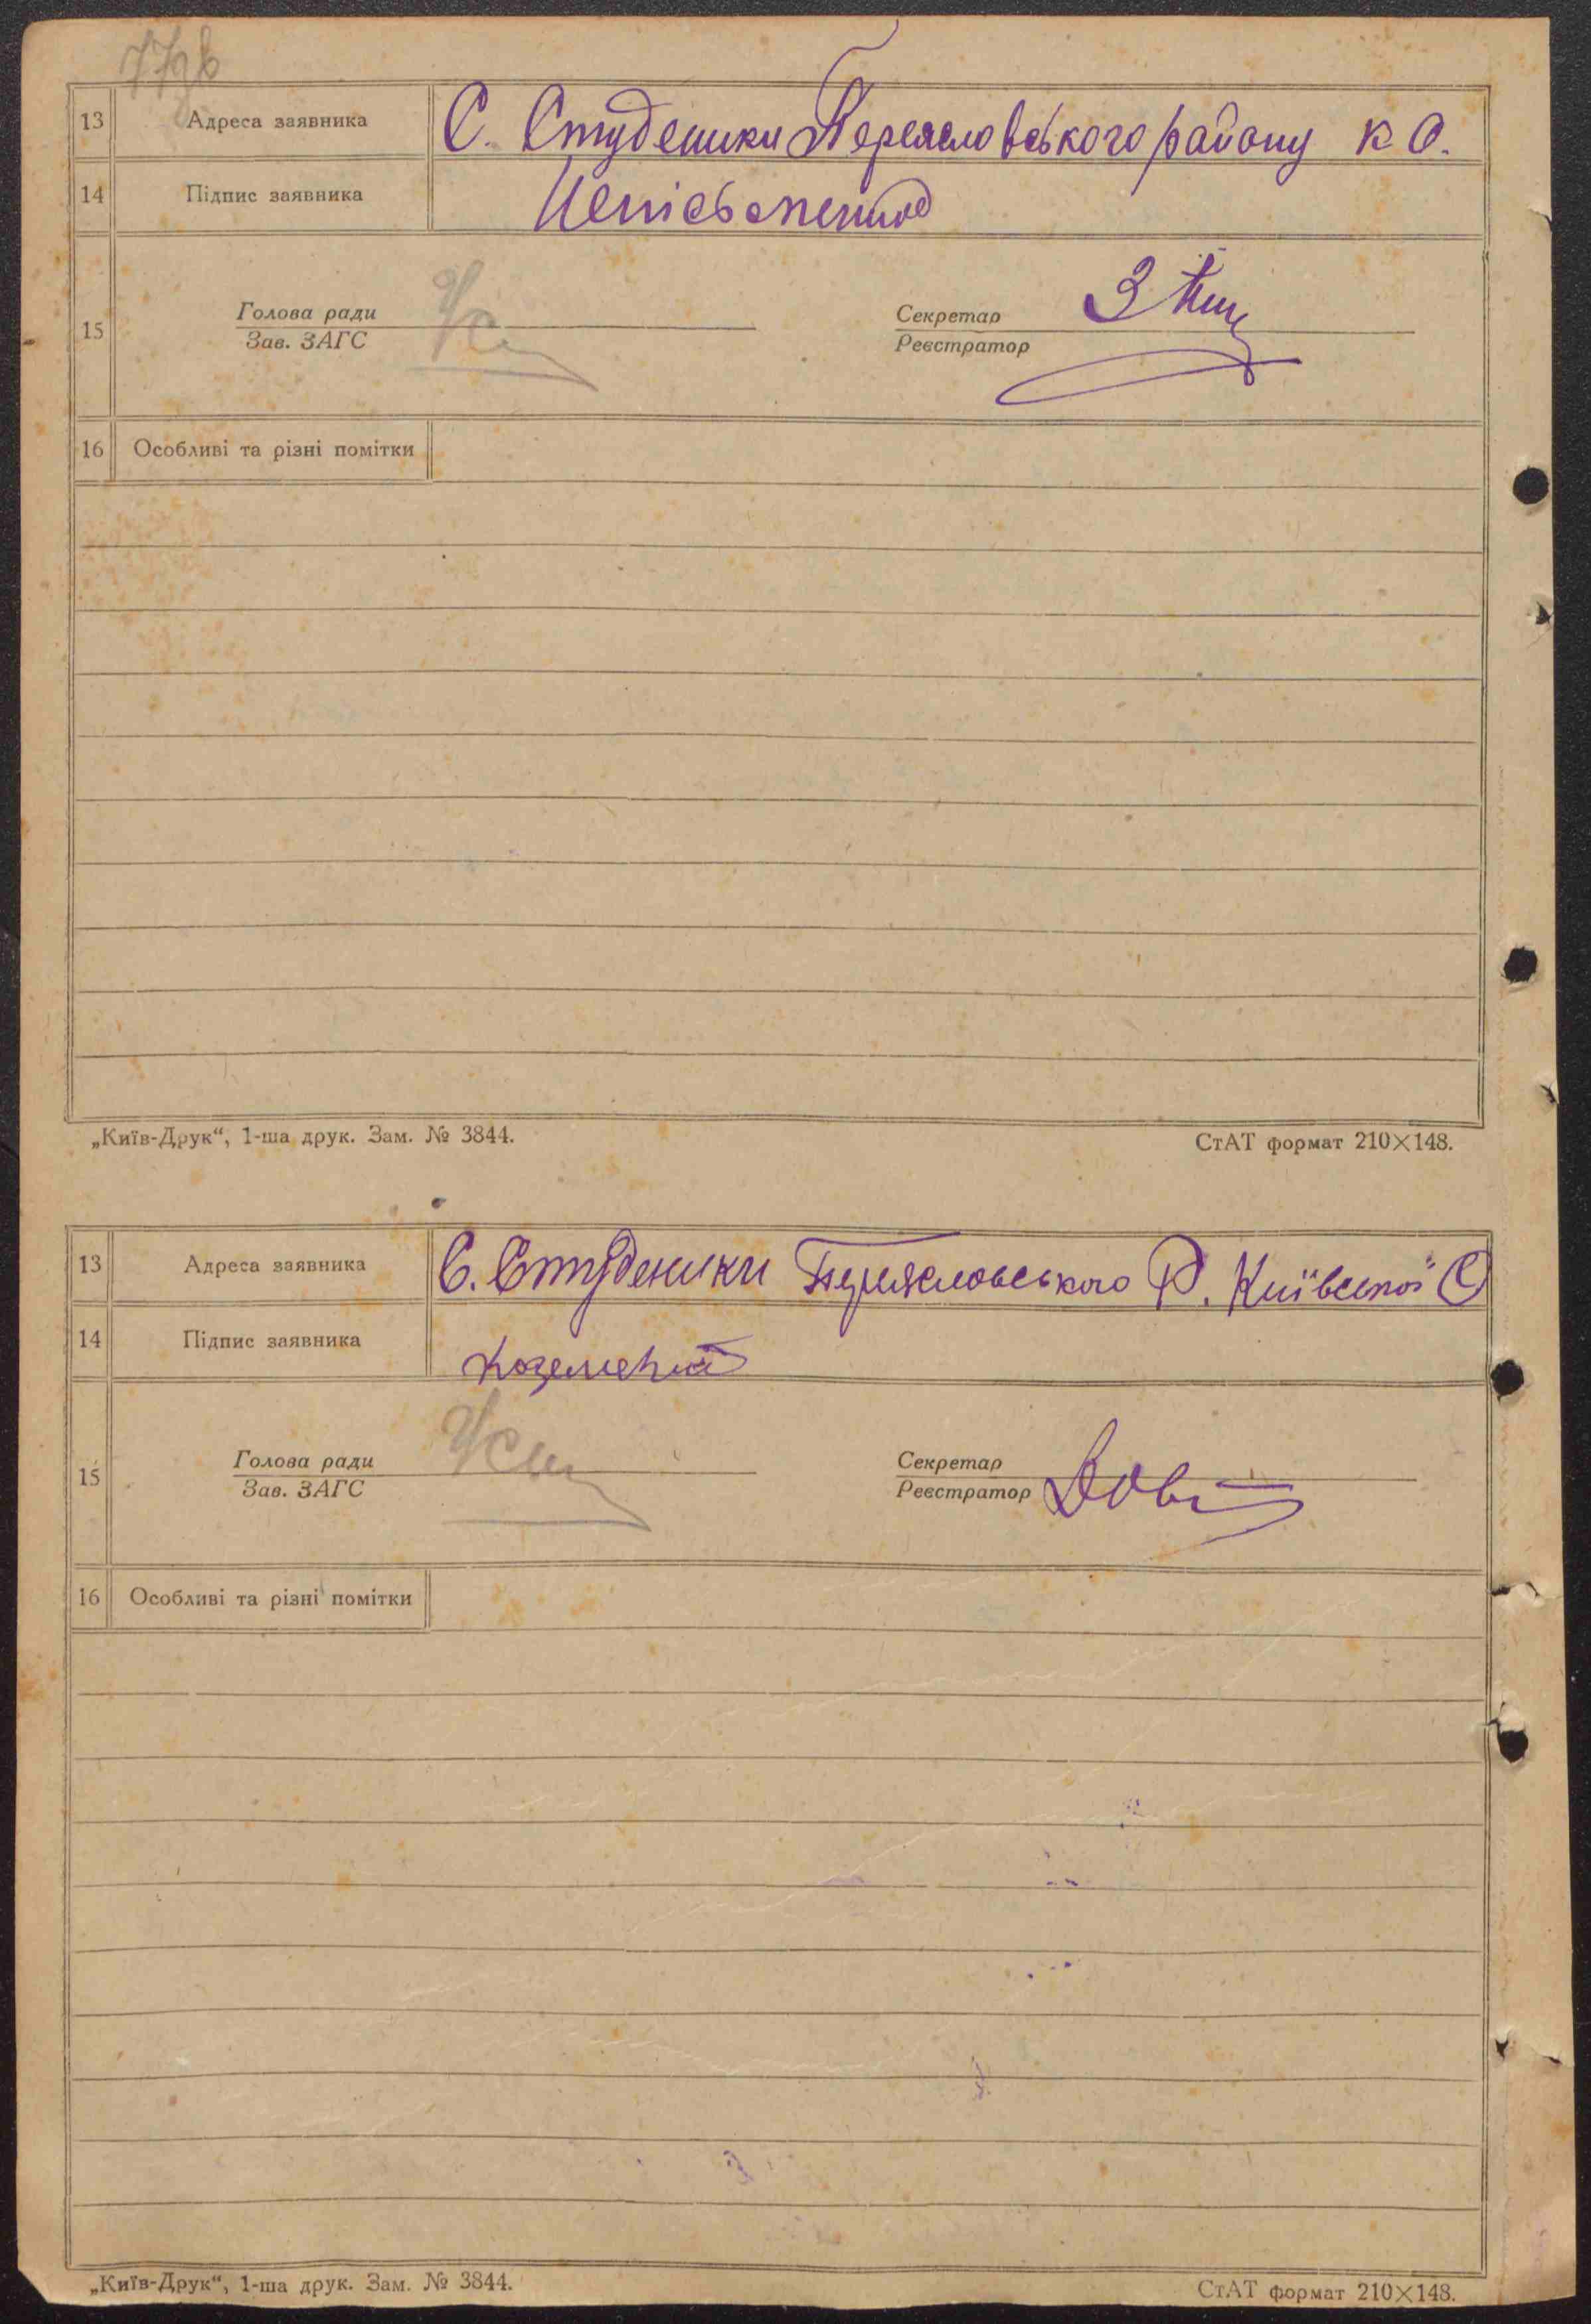 13 Адреса заявника С. Студеники Переяславського району К О.
14 Підпис заявника
15 Голова ради
Зав. ЗАГС
Секретар
Реєстратор
16 Особливі та різні помітки
„Київ-Друк“, 1-ша друк. Зам. № 3844. СтАТ формат 210×148.
13 Адреса заявника С. Студеники Переяславського Р. Київської О
14 Підпис заявника
15 Голова ради
Зав. ЗАГС
Секретар
Реєстратор
16 Особливі та різні помітки
„Київ-Друк“, 1-ша друк. Зам. № 3844. СтАТ формат 210×148.